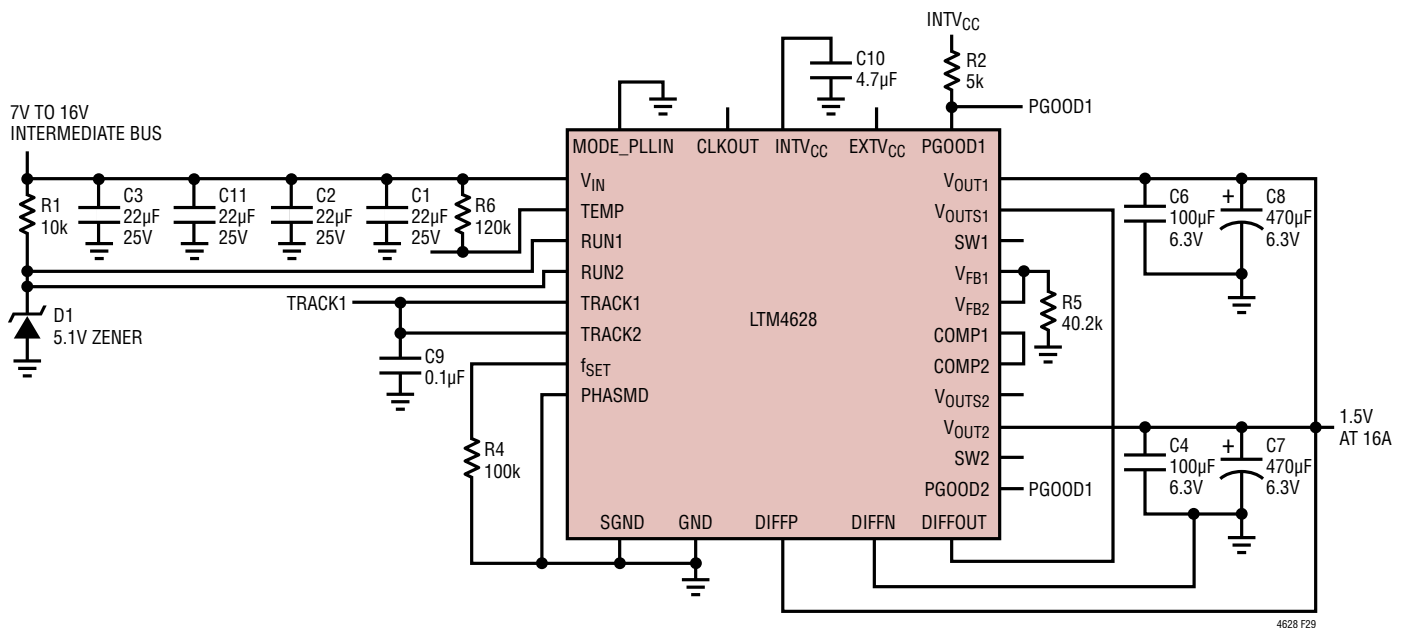 INTVCC
R2
5k
PGOOD1
C10
4.7µF
7V TO 16V
INTERMEDIATE BUS
MODE_PLLIN
CLKOUT
INTVCC
EXTVCC
PGOOD1
R1
10k
C3
22µF
25V
C11
22µF
25V
C2
22µF
25V
C1
22µF
25V
R6
120k
VIN
TEMP
RUN1
RUN2
TRACK1
TRACK1
TRACK2
fSET
PHASMD
D1
5.1V ZENER
C9
0.1µF
R4
100k
LTM4628
VOUT1
VOUTS1
SW1
VFB1
VFB2
COMP1
COMP2
VOUTS2
VOUT2
SW2
PGOOD2
PGOOD1
R5
40.2k
C6
100µF
6.3V
+
C8
470µF
6.3V
1.5V
AT 16A
C4
100µF
6.3V
+
C7
470µF
6.3V
SGND
GND
DIFFP
DIFFN
DIFFOUT
4628 F29